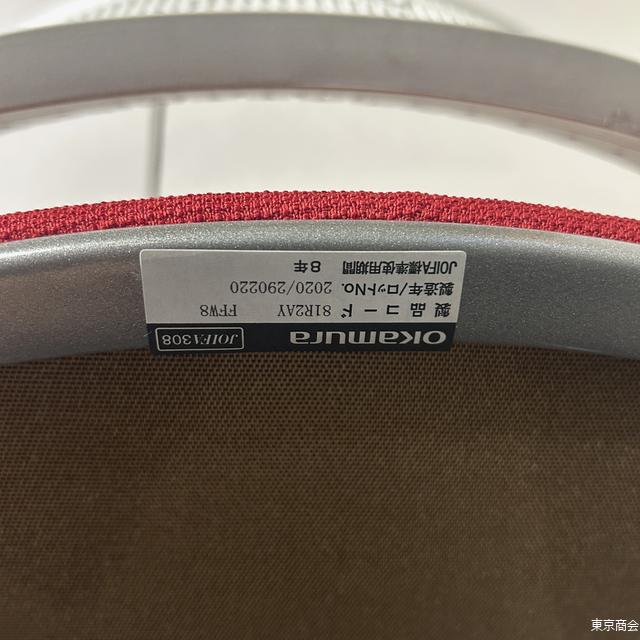 okamura JOIFA308
製品コード 81R2AY FFW8
製造年/ロットNo. 2020/290220
JOIFA標準使用期間 8年
東京商会